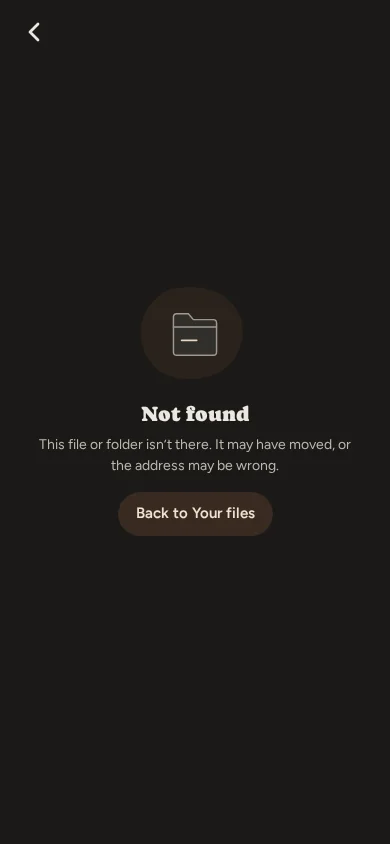 Not found
This file or folder isn’t there. It may have moved, or
the address may be wrong.
Back to Your files